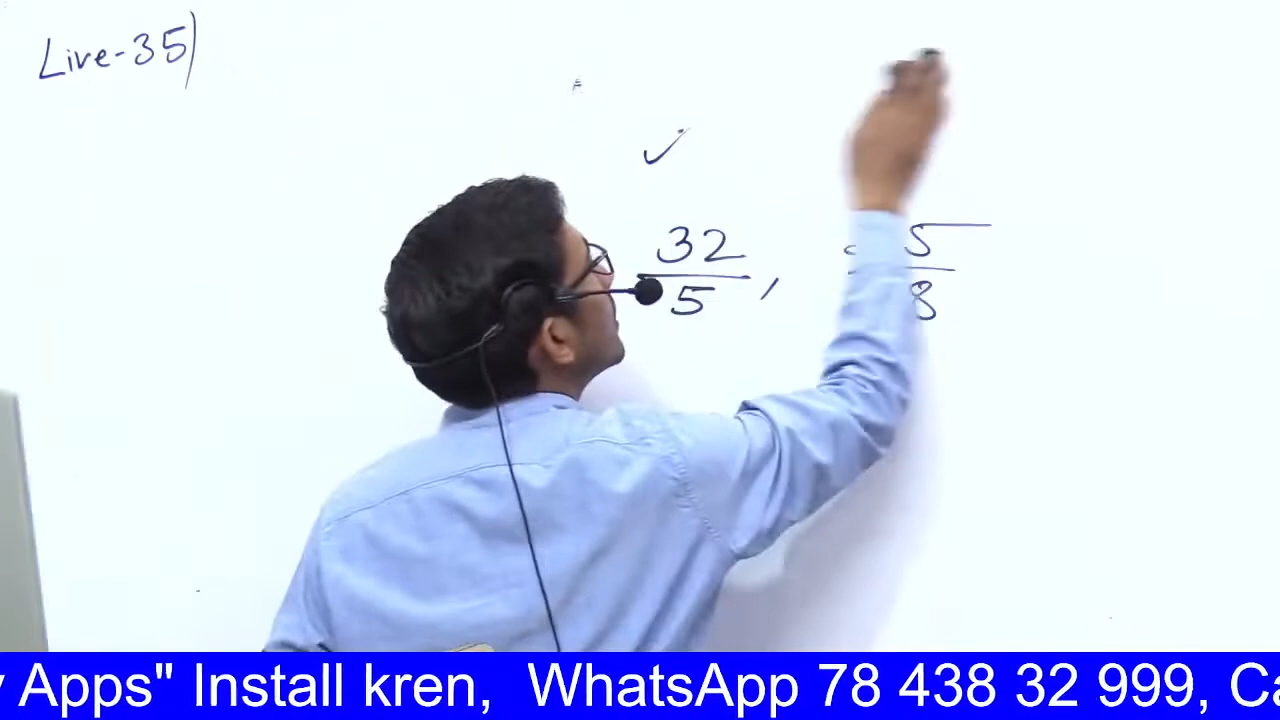 Live-35)
32
5 ,
5
8
y Apps" Install kren, WhatsApp 78 438 32 999, Ca